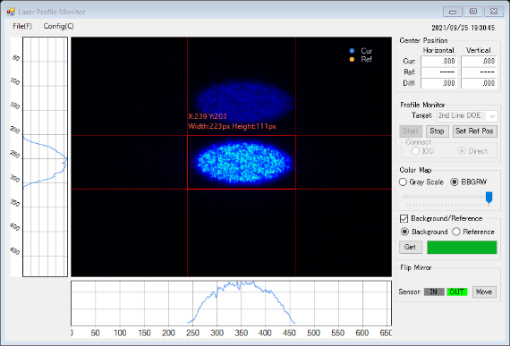 Laser Profile Monitor
File(F) Config(C)
2021/09/25 19:30:45
Cur
Ref
X:239 Y:203
Width:223px Height:111px
50
100
150
200
250
300
350
400
450
0 50 100 150 200 250 300 350 400 450 500 550 600 650
Center Position
Horizontal Vertical
Cur. .000 .000
Ref. ---- ----
Diff. .000 .000
Profile Monitor
Target 2nd Line DOE
Start Stop Set Ref Pos
Connect
Direct
Color Map
Gray Scale BBGRW
Background/Reference
Background Reference
Get
Flip Mirror
Sensor IN OUT Move